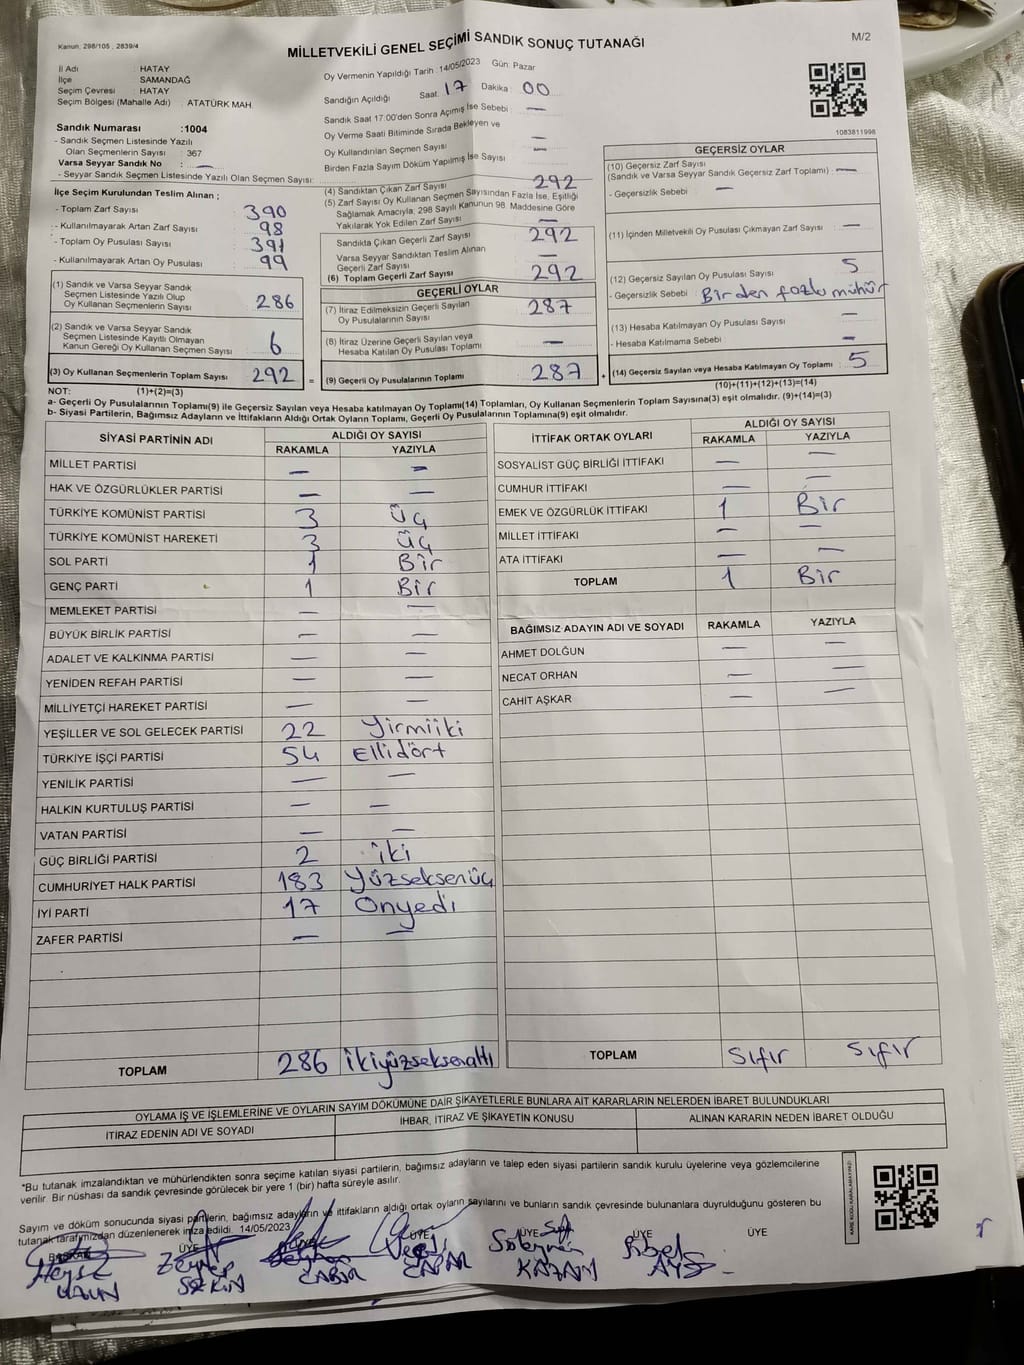 Kanun, 298/105 , 2839/4
MİLLETVEKİLİ GENEL SEÇİMİ SANDIK SONUÇ TUTANAĞI
M/2
İl Adı : HATAY
İlçe : SAMANDAĞ
Seçim Çevresi : HATAY
Seçim Bölgesi (Mahalle Adı) : ATATÜRK MAH.
Sandık Numarası :1004
- Sandık Seçmen Listesinde Yazılı
Olan Seçmenlerin Sayısı : 367
Varsa Seyyar Sandık No : —
- Seyyar Sandık Seçmen Listesinde Yazılı Olan Seçmen Sayısı:
Oy Vermenin Yapıldığı Tarih : 14/05/2023 Gün: Pazar
Sandığın Açıldığı Saat: 17 Dakika : 00
Sandık Saat 17:00'den Sonra Açımış İse Sebebi : —
Oy Verme Saati Bitiminde Sırada Bekleyen ve
Oy Kullandırılan Seçmen Sayısı : —
Birden Fazla Sayım Döküm Yapılmış İse Sayısı —
1083811998
İlçe Seçim Kurulundan Teslim Alınan ;
- Toplam Zarf Sayısı : 390
- Kullanılmayarak Artan Zarf Sayısı : 98
- Toplam Oy Pusulası Sayısı : 391
- Kullanılmayarak Artan Oy Pusulası : 99
(1) Sandık ve Varsa Seyyar Sandık
Seçmen Listesinde Yazılı Olup
Oy Kullanan Seçmenlerin Sayısı : 286
(2) Sandık ve Varsa Seyyar Sandık
Seçmen Listesinde Kayıtlı Olmayan
Kanun Gereği Oy Kullanan Seçmen Sayısı : 6
(3) Oy Kullanan Seçmenlerin Toplam Sayısı : 292 =
(4) Sandıktan Çıkan Zarf Sayısı : 292
(5) Zarf Sayısı Oy Kullanan Seçmen Sayısından Fazla İse, Eşitliği
Sağlamak Amacıyla, 298 Sayılı Kanunun 98. Maddesine Göre
Yakılarak Yok Edilen Zarf Sayısı : —
Sandıkta Çıkan Geçerli Zarf Sayısı : 292
Varsa Seyyar Sandıktan Teslim Alınan
Geçerli Zarf Sayısı : —
(6) Toplam Geçerli Zarf Sayısı : 292
GEÇERLİ OYLAR
(7) İtiraz Edilmeksizin Geçerli Sayılan
Oy Pusulalarının Sayısı : 287
(8) İtiraz Üzerine Geçerli Sayılan veya
Hesaba Katılan Oy Pusulası Toplamı : —
(9) Geçerli Oy Pusulalarının Toplamı : 287 +
GEÇERSİZ OYLAR
(10) Geçersiz Zarf Sayısı
(Sandık ve Varsa Seyyar Sandık Geçersiz Zarf Toplamı) : —
- Geçersizlik Sebebi : —
(11) İçinden Milletvekili Oy Pusulası Çıkmayan Zarf Sayısı : —
(12) Geçersiz Sayılan Oy Pusulası Sayısı : 5
- Geçersizlik Sebebi : Birden fazla mühür
(13) Hesaba Katılmayan Oy Pusulası Sayısı : —
- Hesaba Katılmama Sebebi : —
(14) Geçersiz Sayılan veya Hesaba Katılmayan Oy Toplamı : 5
NOT: (1)+(2)=(3)
(10)+(11)+(12)+(13)=(14)
a- Geçerli Oy Pusulalarının Toplamı(9) ile Geçersiz Sayılan veya Hesaba katılmayan Oy Toplamı(14) Toplamları, Oy Kullanan Seçmenlerin Toplam Sayısına(3) eşit olmalıdır. (9)+(14)=(3)
b- Siyasi Partilerin, Bağımsız Adayların ve İttifakların Aldığı Ortak Oyların Toplamı, Geçerli Oy Pusulalarının Toplamına(9) eşit olmalıdır.
SİYASİ PARTİNİN ADI ALDIĞI OY SAYISI
RAKAMLA YAZIYLA
MİLLET PARTİSİ — —
HAK VE ÖZGÜRLÜKLER PARTİSİ — —
TÜRKİYE KOMÜNİST PARTİSİ 3 Üç
TÜRKİYE KOMÜNİST HAREKETİ 3 Üç
SOL PARTİ 1 Bir
GENÇ PARTİ 1 Bir
MEMLEKET PARTİSİ — —
BÜYÜK BİRLİK PARTİSİ — —
ADALET VE KALKINMA PARTİSİ — —
YENİDEN REFAH PARTİSİ — —
MİLLİYETÇİ HAREKET PARTİSİ — —
YEŞİLLER VE SOL GELECEK PARTİSİ 22 Yirmiiki
TÜRKİYE İŞÇİ PARTİSİ 54 Ellidört
YENİLİK PARTİSİ — —
HALKIN KURTULUŞ PARTİSİ — —
VATAN PARTİSİ — —
GÜÇ BİRLİĞİ PARTİSİ 2 iki
CUMHURİYET HALK PARTİSİ 183 Yüzseksenüç
İYİ PARTİ 17 Onyedi
ZAFER PARTİSİ — —
TOPLAM 286 İkiyüzseksenaltı
İTTİFAK ORTAK OYLARI ALDIĞI OY SAYISI
RAKAMLA YAZIYLA
SOSYALİST GÜÇ BİRLİĞİ İTTİFAKI — —
CUMHUR İTTİFAKI — —
EMEK VE ÖZGÜRLÜK İTTİFAKI 1 Bir
MİLLET İTTİFAKI — —
ATA İTTİFAKI — —
TOPLAM 1 Bir
BAĞIMSIZ ADAYIN ADI VE SOYADI RAKAMLA YAZIYLA
AHMET DOLĞUN — —
NECAT ORHAN — —
CAHİT AŞKAR — —
TOPLAM Sıfır Sıfır
OYLAMA İŞ VE İŞLEMLERİNE VE OYLARIN SAYIM DÖKÜMÜNE DAİR ŞİKAYETLERLE BUNLARA AİT KARARLARIN NELERDEN İBARET BULUNDUKLARI
İTİRAZ EDENİN ADI VE SOYADI İHBAR, İTİRAZ VE ŞİKAYETİN KONUSU ALINAN KARARIN NEDEN İBARET OLDUĞU
*Bu tutanak imzalandıktan ve mühürlendikten sonra seçime katılan siyasi partilerin, bağımsız adayların ve talep eden siyasi partilerin sandık kurulu üyelerine veya gözlemcilerine
verilir. Bir nüshası da sandık çevresinde görülecek bir yere 1 (bir) hafta süreyle asılır.
Sayım ve döküm sonucunda siyasi partilerin, bağımsız adayların ve ittifakların aldığı ortak oyların sayılarını ve bunların sandık çevresinde bulunanlara duyrulduğunu gösteren bu
tutanak tarafımızdan düzenlenerek imza edildi. 14/05/2023
BAŞKAN ÜYE ÜYE ÜYE ÜYE ÜYE ÜYE
Zeynep
KAZAN